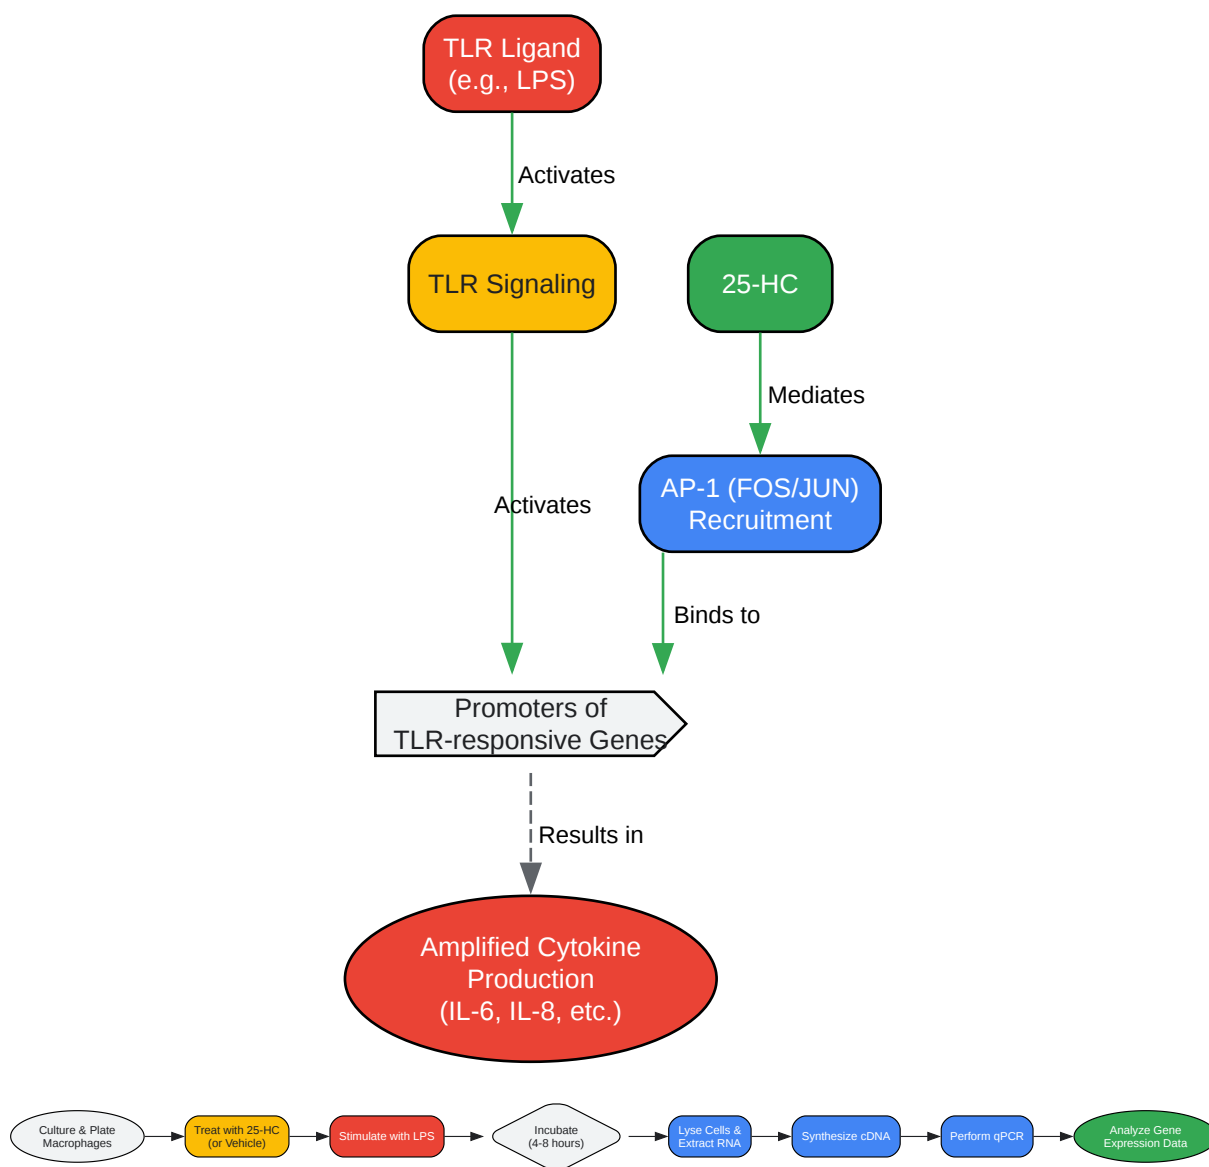 TLR Ligand
(e.g., LPS)
Activates
TLR Signaling
25-HC
Mediates
AP-1 (FOS/JUN)
Recruitment
Activates
Binds to
Promoters of
TLR-responsive Genes
Results in
Amplified Cytokine
Production
(IL-6, IL-8, etc.)
Culture & Plate
Macrophages
Treat with 25-HC
(or Vehicle)
Stimulate with LPS
Incubate
(4-8 hours)
Lyse Cells &
Extract RNA
Synthesize cDNA
Perform qPCR
Analyze Gene
Expression Data